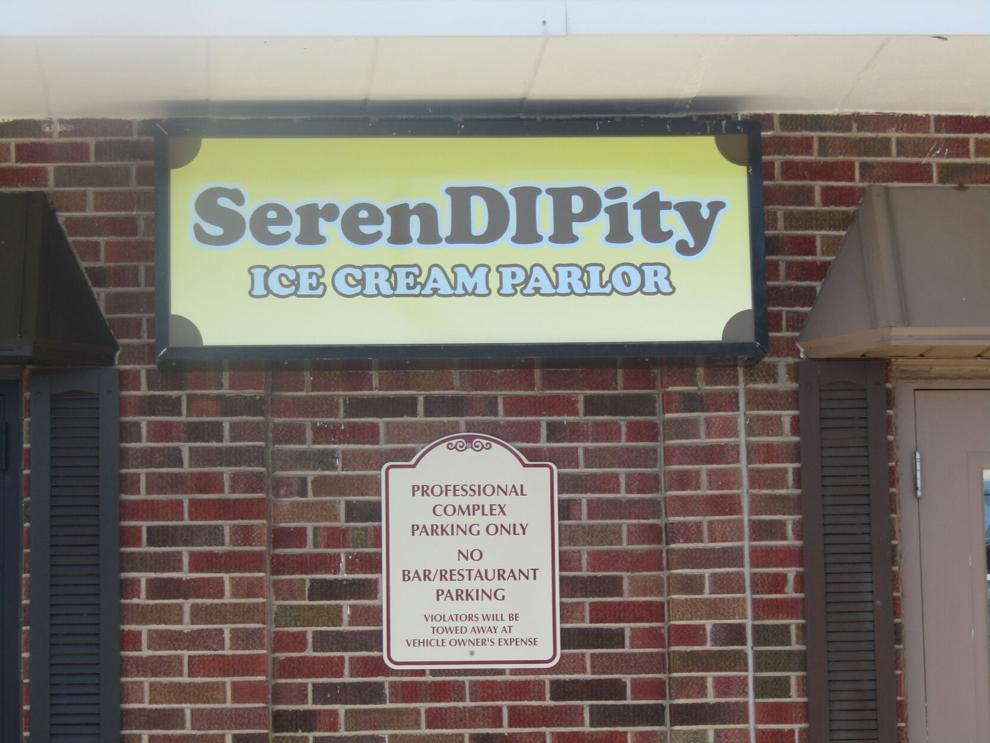 SerenDIPity
ICE CREAM PARLOR
PROFESSIONAL
COMPLEX
PARKING ONLY
NO
BAR/RESTAURANT
PARKING
VIOLATORS WILL BE
TOWED AWAY AT
VEHICLE OWNER'S EXPENSE